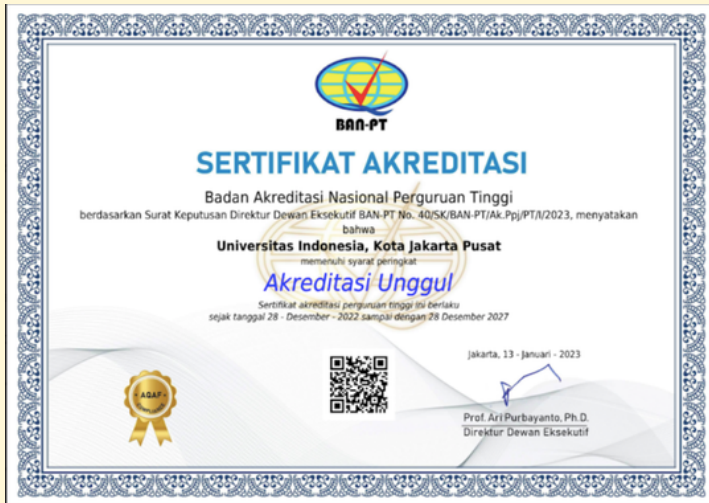 BAN-PT
SERTIFIKAT AKREDITASI
Badan Akreditasi Nasional Perguruan Tinggi
berdasarkan Surat Keputusan Direktur Dewan Eksekutif BAN-PT No. 40/SK/BAN-PT/Ak.Ppj/PT/I/2023, menyatakan
bahwa
Universitas Indonesia, Kota Jakarta Pusat
memenuhi syarat peringkat
Akreditasi Unggul
Sertifikat akreditasi perguruan tinggi ini berlaku
sejak tanggal 28 - Desember - 2022 sampai dengan 28 Desember 2027
Jakarta, 13 - Januari - 2023
AQAF
Prof. Ari Purbayanto, Ph.D.
Direktur Dewan Eksekutif